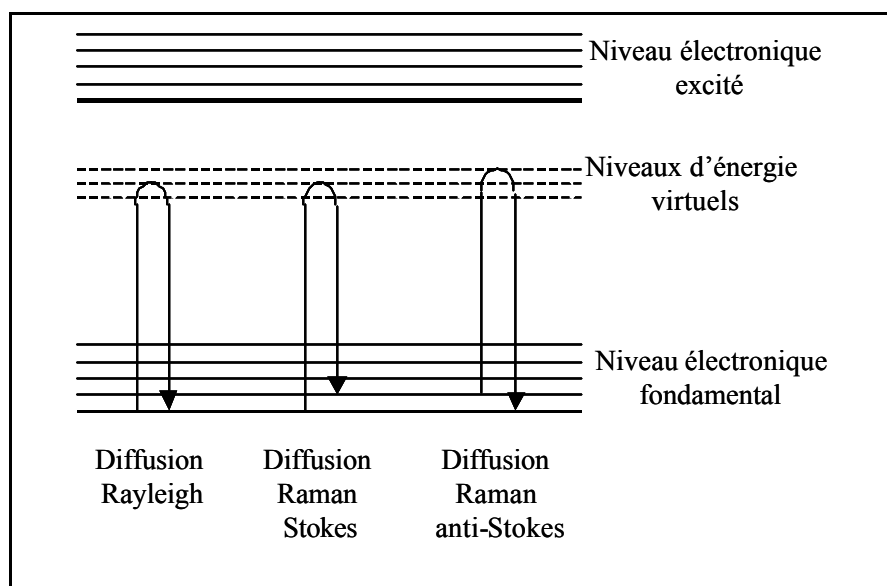 Niveau électronique
excité
Niveaux d’énergie
virtuels
Niveau électronique
fondamental
Diffusion
Rayleigh
Diffusion
Raman
Stokes
Diffusion
Raman
anti-Stokes